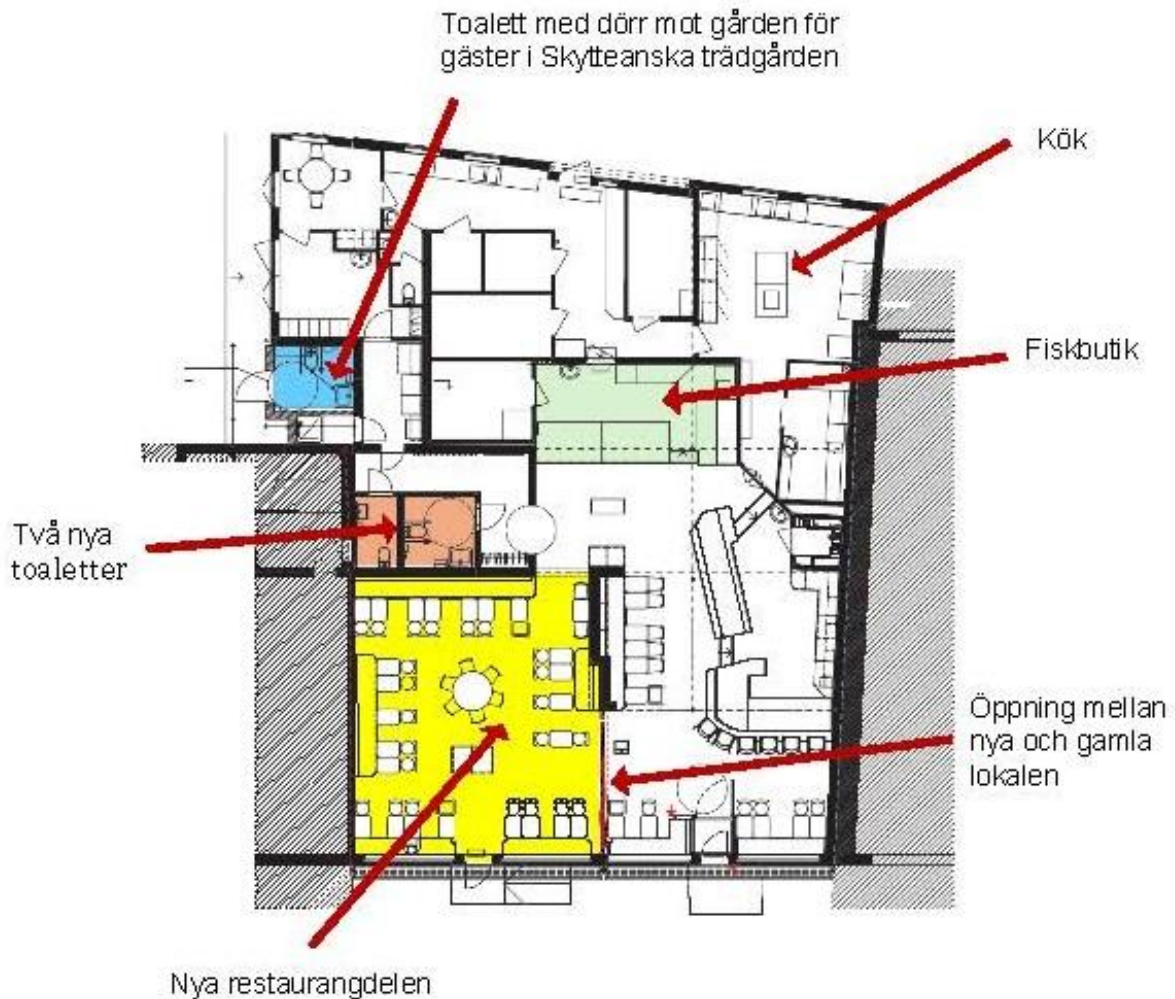 Toalett med dörr mot gården för
gäster i Skytteanska trädgården
Kök
Fiskbutik
Två nya
toaletter
Öppning mellan
nya och gamla
lokalen
Nya restaurangdelen